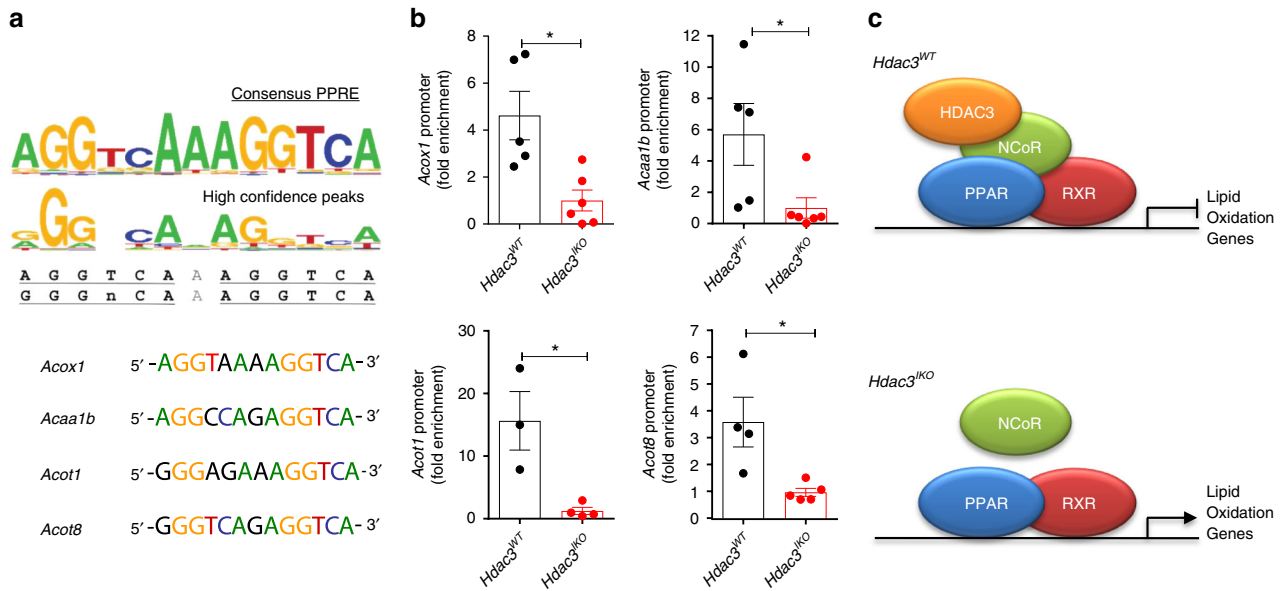 a
Consensus PPRE
AGGTCAAAGGTCA
High confidence peaks
A G G T C A A A G G T C A
G G G n C A A A G G T C A
Acox1 5′ -AGGTAAAAGGTCA- 3′
Acaa1b 5′ -AGGCCAGAGGTCA- 3′
Acot1 5′ -GGGAGAAAGGTCA- 3′
Acot8 5′ -GGGTCAGAGGTCA- 3′
b
Acox1 promoter
(fold enrichment)
8
6
4
2
0
*
Hdac3WT
Hdac3IKO
Acaa1b promoter
(fold enrichment)
12
10
8
6
4
2
0
*
Hdac3WT
Hdac3IKO
Acot1 promoter
(fold enrichment)
30
20
10
0
*
Hdac3WT
Hdac3IKO
Acot8 promoter
(fold enrichment)
7
6
5
4
3
2
1
0
*
Hdac3WT
Hdac3IKO
c
Hdac3WT
HDAC3
NCoR
PPAR
RXR
Lipid
Oxidation
Genes
Hdac3IKO
NCoR
PPAR
RXR
Lipid
Oxidation
Genes